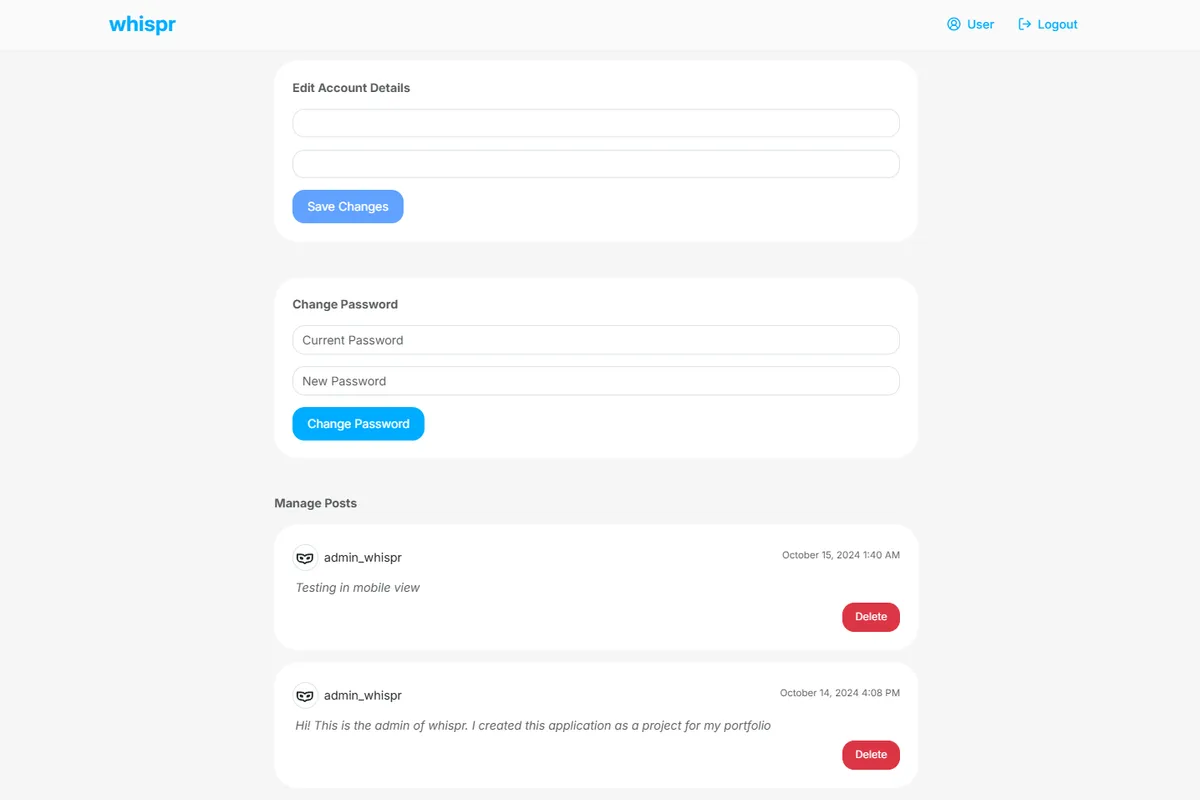 whispr
User
Logout
Edit Account Details
Save Changes
Change Password
Current Password
New Password
Change Password
Manage Posts
admin_whispr
October 15, 2024 1:40 AM
Testing in mobile view
Delete
admin_whispr
October 14, 2024 4:08 PM
Hi! This is the admin of whispr. I created this application as a project for my portfolio
Delete